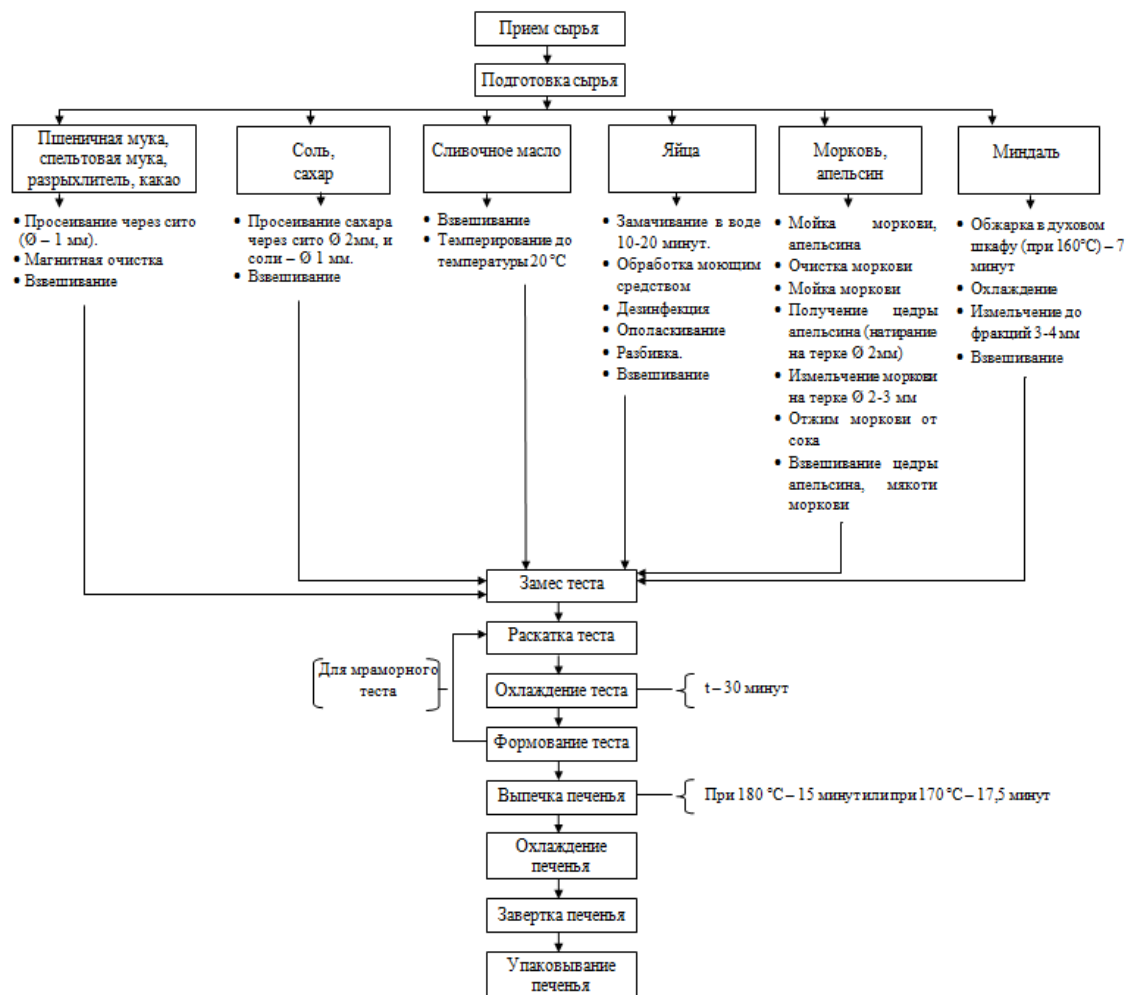 Прием сырья
Подготовка сырья
Пшеничная мука,
спельтовая мука,
разрыхлитель, какао
Соль,
сахар
Сливочное масло
Яйца
Морковь,
апельсин
Миндаль
• Просеивание через сито
(Ø – 1 мм).
• Магнитная очистка
• Взвешивание
• Просеивание сахара
через сито Ø 2мм, и
соли – Ø 1 мм.
• Взвешивание
• Взвешивание
• Темперирование до
температуры 20 °С
• Замачивание в воде
10-20 минут.
• Обработка моющим
средством
• Дезинфекция
• Ополаскивание
• Разбивка.
• Взвешивание
• Мойка моркови,
апельсина
• Очистка моркови
• Мойка моркови
• Получение цедры
апельсина (натирание
на терке Ø 2мм)
• Измельчение моркови
на терке Ø 2-3 мм
• Отжим моркови от
сока
• Взвешивание цедры
апельсина, мякоти
моркови
• Обжарка в духовом
шкафу (при 160°С) – 7
минут
• Охлаждение
• Измельчение до
фракций 3-4 мм
• Взвешивание
Замес теста
Раскатка теста
Для мраморного
теста
Охлаждение теста
t – 30 минут
Формование теста
Выпечка печенья
При 180 °С – 15 минут или при 170 °С – 17,5 минут
Охлаждение
печенья
Завертка печенья
Упаковывание
печенья